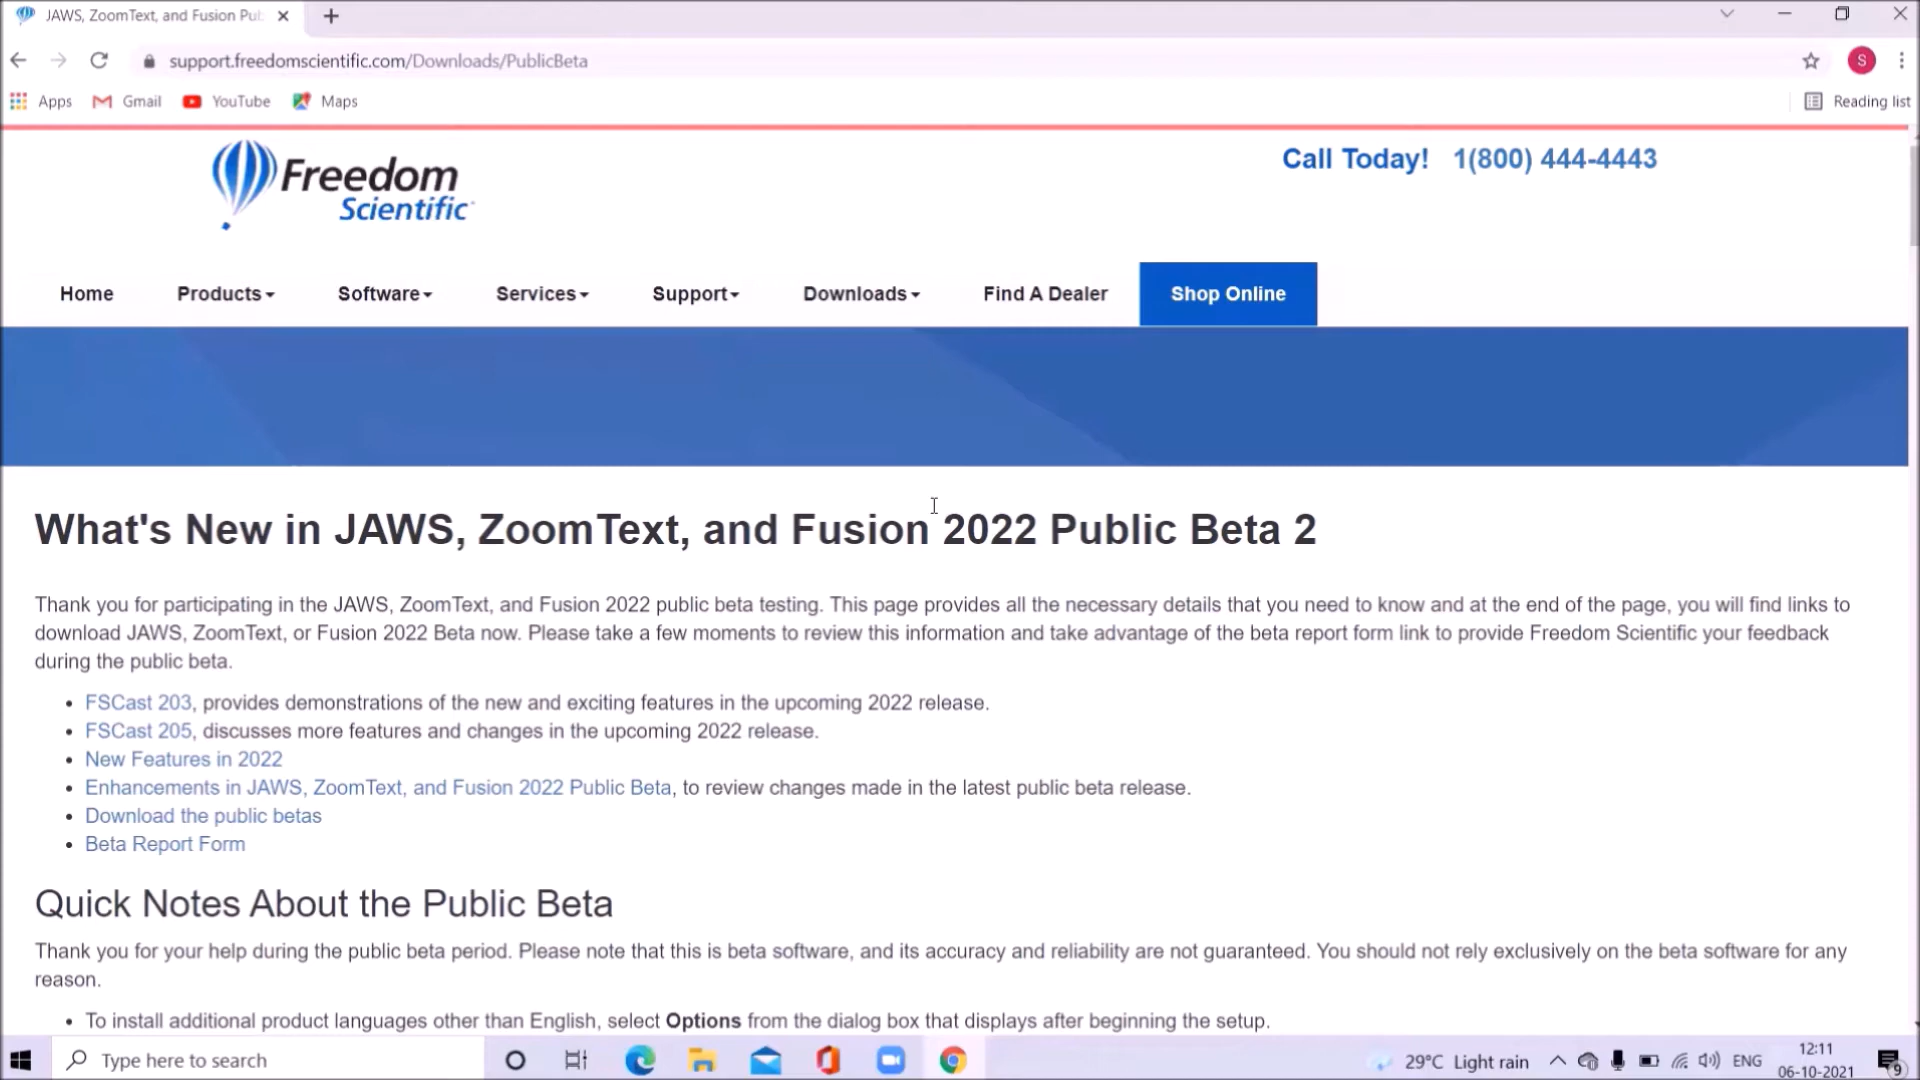 JAWS, ZoomText, and Fusion Pub
support.freedomscientific.com/Downloads/PublicBeta
S
Apps Gmail YouTube Maps Reading list
Freedom
Scientific
Call Today! 1(800) 444-4443
Home Products Software Services Support Downloads Find A Dealer Shop Online
What's New in JAWS, ZoomText, and Fusion 2022 Public Beta 2
Thank you for participating in the JAWS, ZoomText, and Fusion 2022 public beta testing. This page provides all the necessary details that you need to know and at the end of the page, you will find links to
download JAWS, ZoomText, or Fusion 2022 Beta now. Please take a few moments to review this information and take advantage of the beta report form link to provide Freedom Scientific your feedback
during the public beta.
• FSCast 203, provides demonstrations of the new and exciting features in the upcoming 2022 release.
• FSCast 205, discusses more features and changes in the upcoming 2022 release.
• New Features in 2022
• Enhancements in JAWS, ZoomText, and Fusion 2022 Public Beta, to review changes made in the latest public beta release.
• Download the public betas
• Beta Report Form
Quick Notes About the Public Beta
Thank you for your help during the public beta period. Please note that this is beta software, and its accuracy and reliability are not guaranteed. You should not rely exclusively on the beta software for any
reason.
• To install additional product languages other than English, select Options from the dialog box that displays after beginning the setup.
Type here to search
29°C Light rain
ENG
12:11
06-10-2021
9